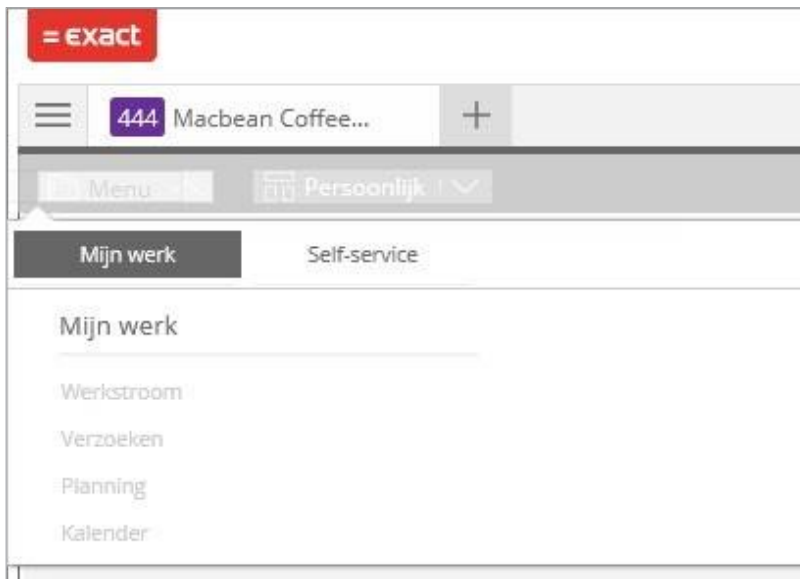 = exact
444 Macbean Coffee...
Menu Persoonlijk
Mijn werk Self-service
Mijn werk
Werkstroom
Verzoeken
Planning
Kalender